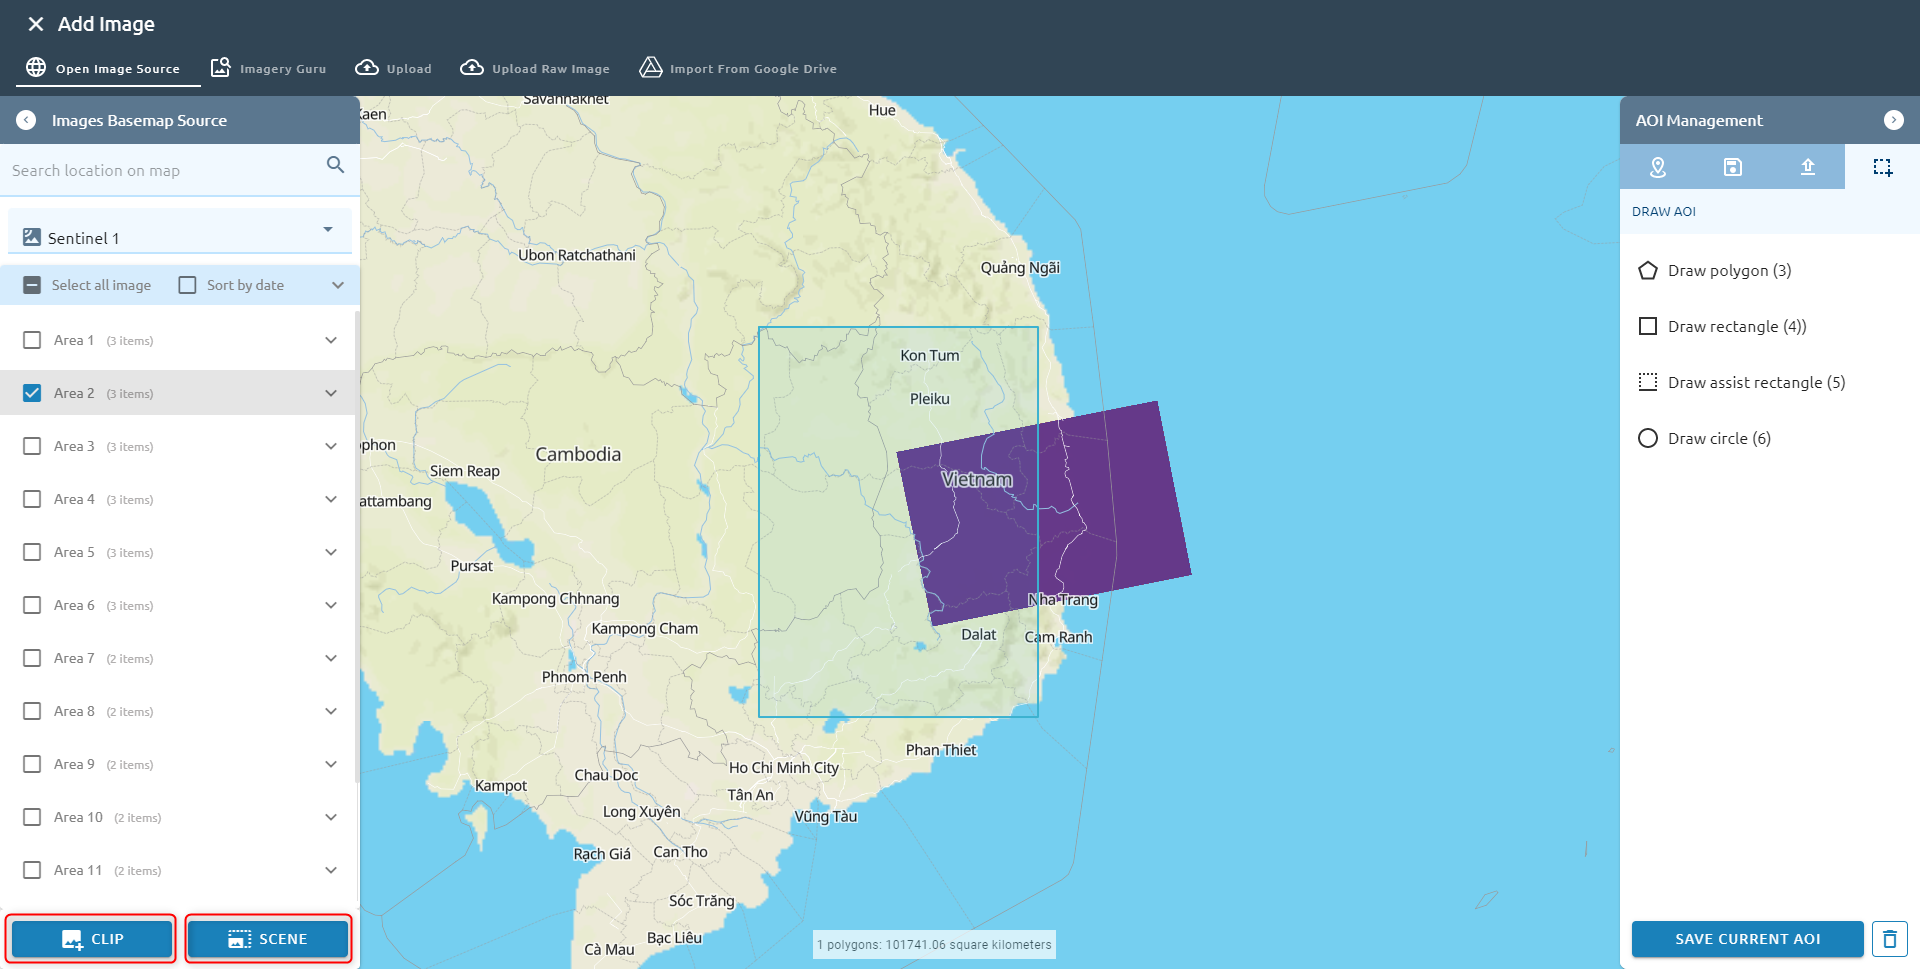 Add Image
Open Image Source
Imagery Guru
Upload
Upload Raw Image
Import From Google Drive
Images Basemap Source
Search location on map
Sentinel 1
Select all image
Sort by date
Area 1 (3 items)
Area 2 (3 items)
Area 3 (3 items)
Area 4 (3 items)
Area 5 (3 items)
Area 6 (3 items)
Area 7 (2 items)
Area 8 (2 items)
Area 9 (2 items)
Area 10 (2 items)
Area 11 (2 items)
CLIP
SCENE
Savannakhet
aen
Hue
Ubon Ratchathani
Quảng Ngãi
Kon Tum
Pleiku
phon
Cambodia
Siem Reap
Vietnam
attambang
Pursat
Kampong Chhnang
Nha Trang
Kampong Cham
Dalat
Cam Ranh
Phnom Penh
Phan Thiet
Ho Chi Minh City
Chau Doc
Kampot
Tân An
Long Xuyên
Vũng Tàu
Rạch Giá
Can Tho
Sóc Trăng
Bạc Liêu
Cà Mau
1 polygons: 101741.06 square kilometers
AOI Management
DRAW AOI
Draw polygon (3)
Draw rectangle (4))
Draw assist rectangle (5)
Draw circle (6)
SAVE CURRENT AOI